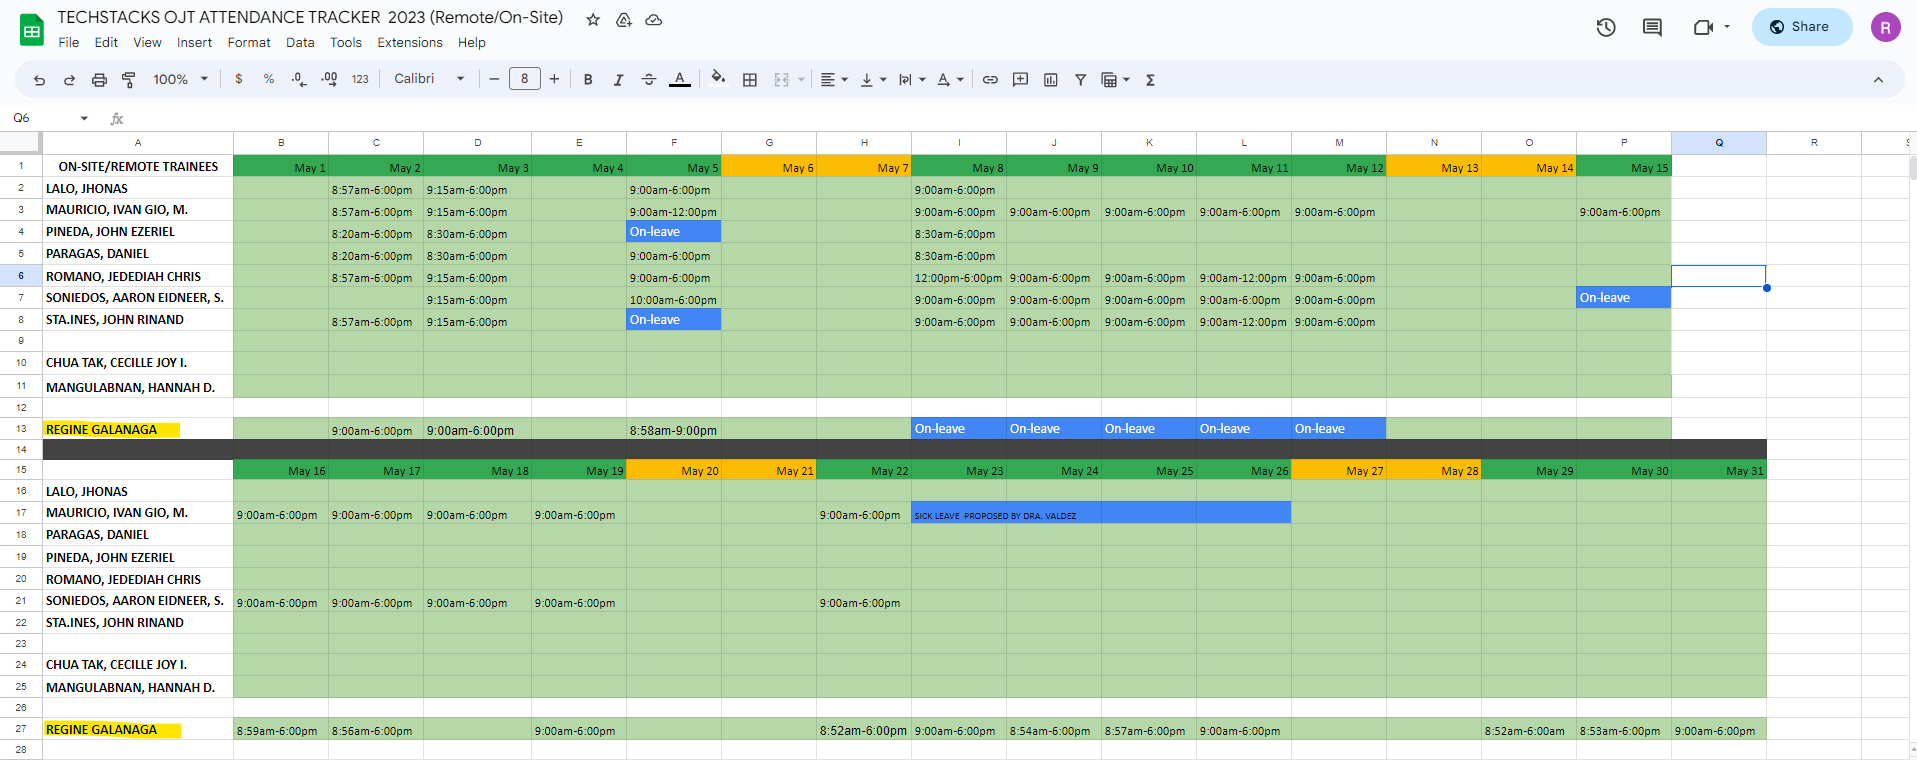 TECHSTACKS OJT ATTENDANCE TRACKER 2023 (Remote/On-Site)
File Edit View Insert Format Data Tools Extensions Help
Share
R
100% $ % .0 .00 123 Calibri 8 B I A
Q6 fx
A B C D E F G H I J K L M N O P Q R
1 ON-SITE/REMOTE TRAINEES May 1 May 2 May 3 May 4 May 5 May 6 May 7 May 8 May 9 May 10 May 11 May 12 May 13 May 14 May 15
2 LALO, JHONAS 8:57am-6:00pm 9:15am-6:00pm 9:00am-6:00pm 9:00am-6:00pm
3 MAURICIO, IVAN GIO, M. 8:57am-6:00pm 9:15am-6:00pm 9:00am-12:00pm 9:00am-6:00pm 9:00am-6:00pm 9:00am-6:00pm 9:00am-6:00pm 9:00am-6:00pm 9:00am-6:00pm
4 PINEDA, JOHN EZERIEL 8:20am-6:00pm 8:30am-6:00pm On-leave 8:30am-6:00pm
5 PARAGAS, DANIEL 8:20am-6:00pm 8:30am-6:00pm 9:00am-6:00pm 8:30am-6:00pm
6 ROMANO, JEDEDIAH CHRIS 8:57am-6:00pm 9:15am-6:00pm 9:00am-6:00pm 12:00pm-6:00pm 9:00am-6:00pm 9:00am-6:00pm 9:00am-12:00pm 9:00am-6:00pm
7 SONIEDOS, AARON EIDNEER, S. 9:15am-6:00pm 10:00am-6:00pm 9:00am-6:00pm 9:00am-6:00pm 9:00am-6:00pm 9:00am-6:00pm 9:00am-6:00pm On-leave
8 STA.INES, JOHN RINAND 8:57am-6:00pm 9:15am-6:00pm On-leave 9:00am-6:00pm 9:00am-6:00pm 9:00am-6:00pm 9:00am-12:00pm 9:00am-6:00pm
9
10 CHUA TAK, CECILLE JOY I.
11 MANGULABNAN, HANNAH D.
12
13 REGINE GALANAGA 9:00am-6:00pm 9:00am-6:00pm 8:58am-9:00pm On-leave On-leave On-leave On-leave On-leave
14
15 May 16 May 17 May 18 May 19 May 20 May 21 May 22 May 23 May 24 May 25 May 26 May 27 May 28 May 29 May 30 May 31
16 LALO, JHONAS
17 MAURICIO, IVAN GIO, M. 9:00am-6:00pm 9:00am-6:00pm 9:00am-6:00pm 9:00am-6:00pm 9:00am-6:00pm SICK LEAVE PROPOSED BY DRA. VALDEZ
18 PARAGAS, DANIEL
19 PINEDA, JOHN EZERIEL
20 ROMANO, JEDEDIAH CHRIS
21 SONIEDOS, AARON EIDNEER, S. 9:00am-6:00pm 9:00am-6:00pm 9:00am-6:00pm 9:00am-6:00pm 9:00am-6:00pm
22 STA.INES, JOHN RINAND
23
24 CHUA TAK, CECILLE JOY I.
25 MANGULABNAN, HANNAH D.
26
27 REGINE GALANAGA 8:59am-6:00pm 8:56am-6:00pm 9:00am-6:00pm 8:52am-6:00pm 9:00am-6:00pm 8:54am-6:00pm 8:57am-6:00pm 9:00am-6:00pm 8:52am-6:00am 8:53am-6:00pm 9:00am-6:00pm
28